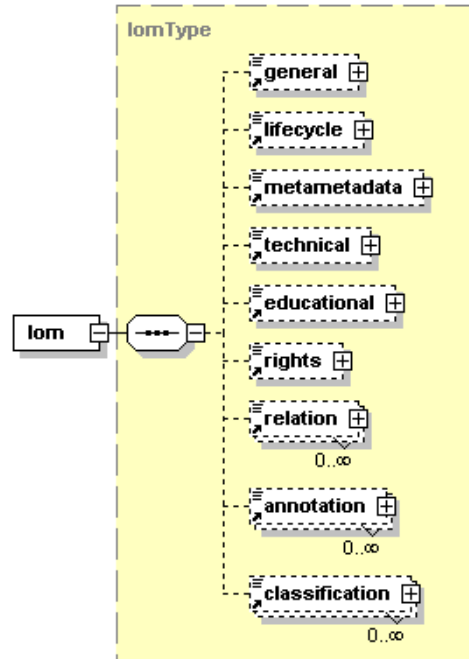 lomType
general
lifecycle
metametadata
technical
educational
lom
rights
relation
0..∞
annotation
0..∞
classification
0..∞